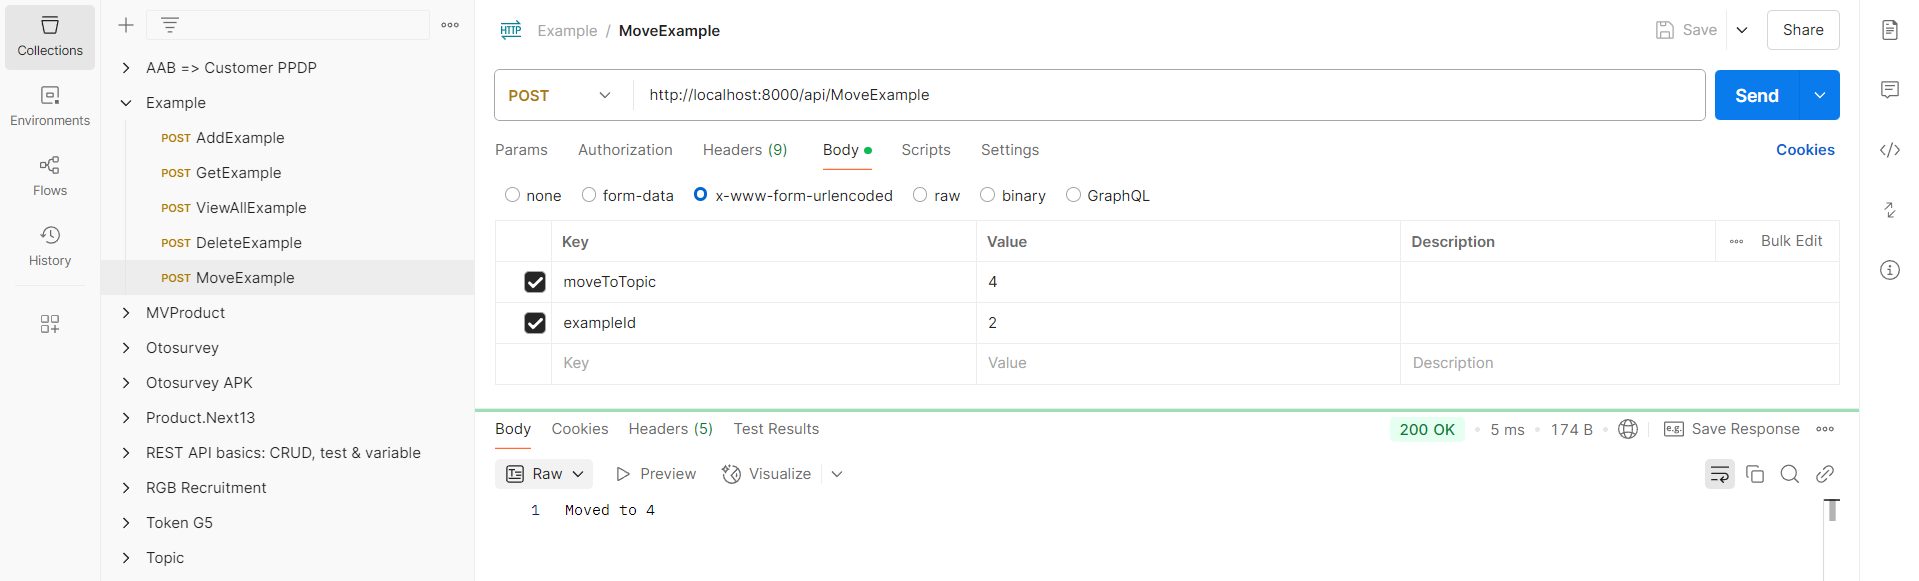 Collections
Environments
Flows
History
AAB => Customer PPDP
Example
POST AddExample
POST GetExample
POST ViewAllExample
POST DeleteExample
POST MoveExample
MVProduct
Otosurvey
Otosurvey APK
Product.Next13
REST API basics: CRUD, test & variable
RGB Recruitment
Token G5
Topic
HTTP Example / MoveExample
Save
Share
POST http://localhost:8000/api/MoveExample
Send
Params Authorization Headers (9) Body Scripts Settings Cookies
none form-data x-www-form-urlencoded raw binary GraphQL
Key Value Description Bulk Edit
moveToTopic 4
exampleId 2
Key Value Description
Body Cookies Headers (5) Test Results 200 OK 5 ms 174 B e.g. Save Response
Raw Preview Visualize
1 Moved to 4